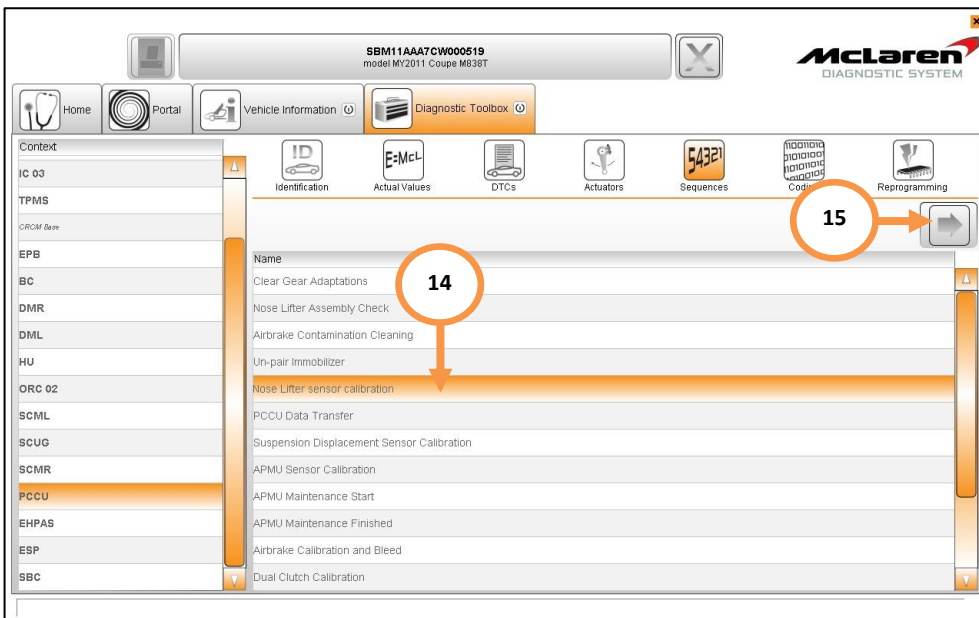 SBM11AAA7CW000519
model MY2011 Coupe M838T
McLaren
DIAGNOSTIC SYSTEM
Home
Portal
Vehicle Information
Diagnostic Toolbox
Context
IC 03
TPMS
CRCM Base
EPB
BC
DMR
DML
HU
ORC 02
SCML
SCUG
SCMR
PCCU
EHPAS
ESP
SBC
ID
Identification
E=McL
Actual Values
DTCs
Actuators
54321
Sequences
Reprogramming
15
Name
14
Clear Gear Adaptations
Nose Lifter Assembly Check
Airbrake Contamination Cleaning
Un-pair Immobilizer
Nose Lifter sensor calibration
PCCU Data Transfer
Suspension Displacement Sensor Calibration
APMU Sensor Calibration
APMU Maintenance Start
APMU Maintenance Finished
Airbrake Calibration and Bleed
Dual Clutch Calibration